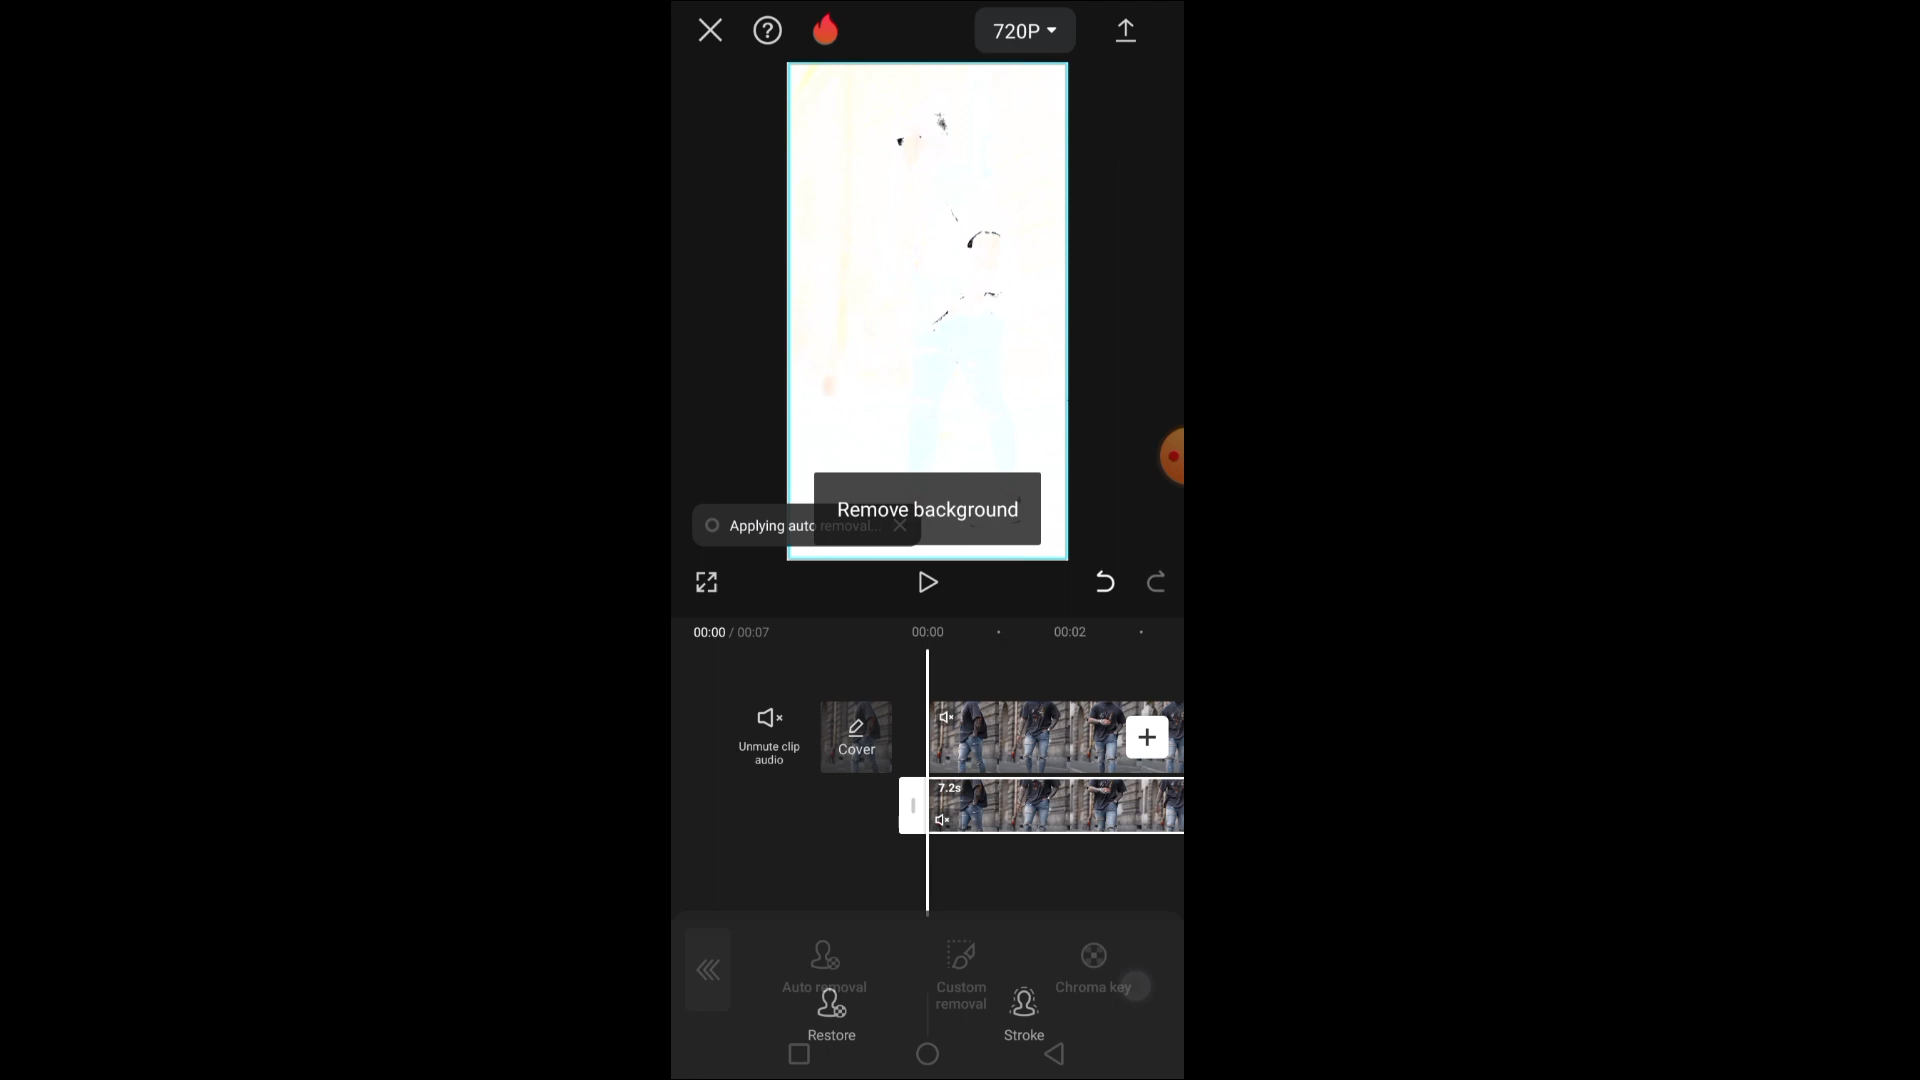 720P
Remove background
Applying auto removal...
00:00 / 00:07
00:00
00:02
Unmute clip
audio
Cover
7.2s
Auto removal
Custom
removal
Chroma key
Restore
Stroke